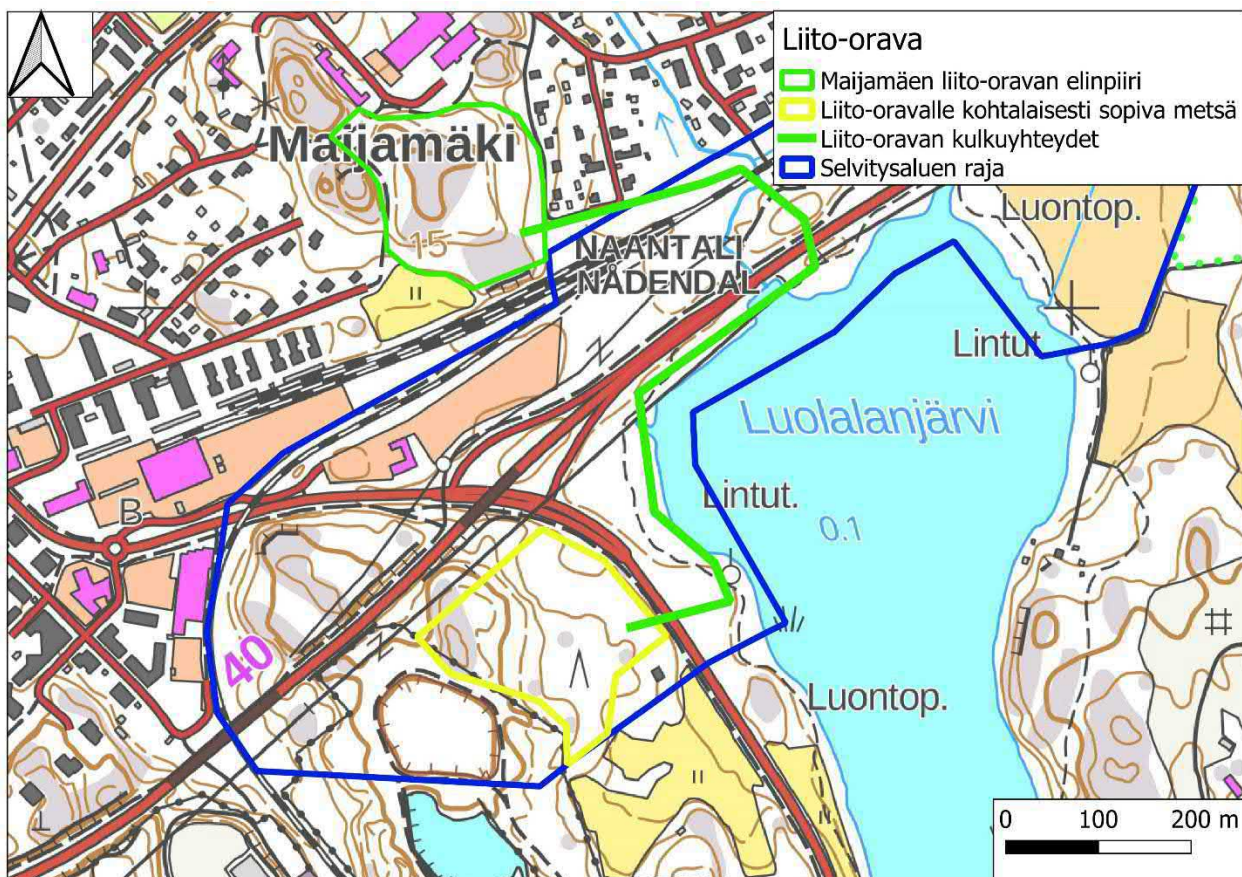 Liito-orava
Maijamäen liito-oravan elinpiiri
Liito-oravalle kohtalaisesti sopiva metsä
Liito-oravan kulkuyhteydet
Selvitysaluen raja
Maijamäki
15
NAANTALI
NÅDENDAL
Luontop.
Lintut.
Luolalanjärvi
Lintut.
0.1
B
40
Luontop.
0 100 200 m